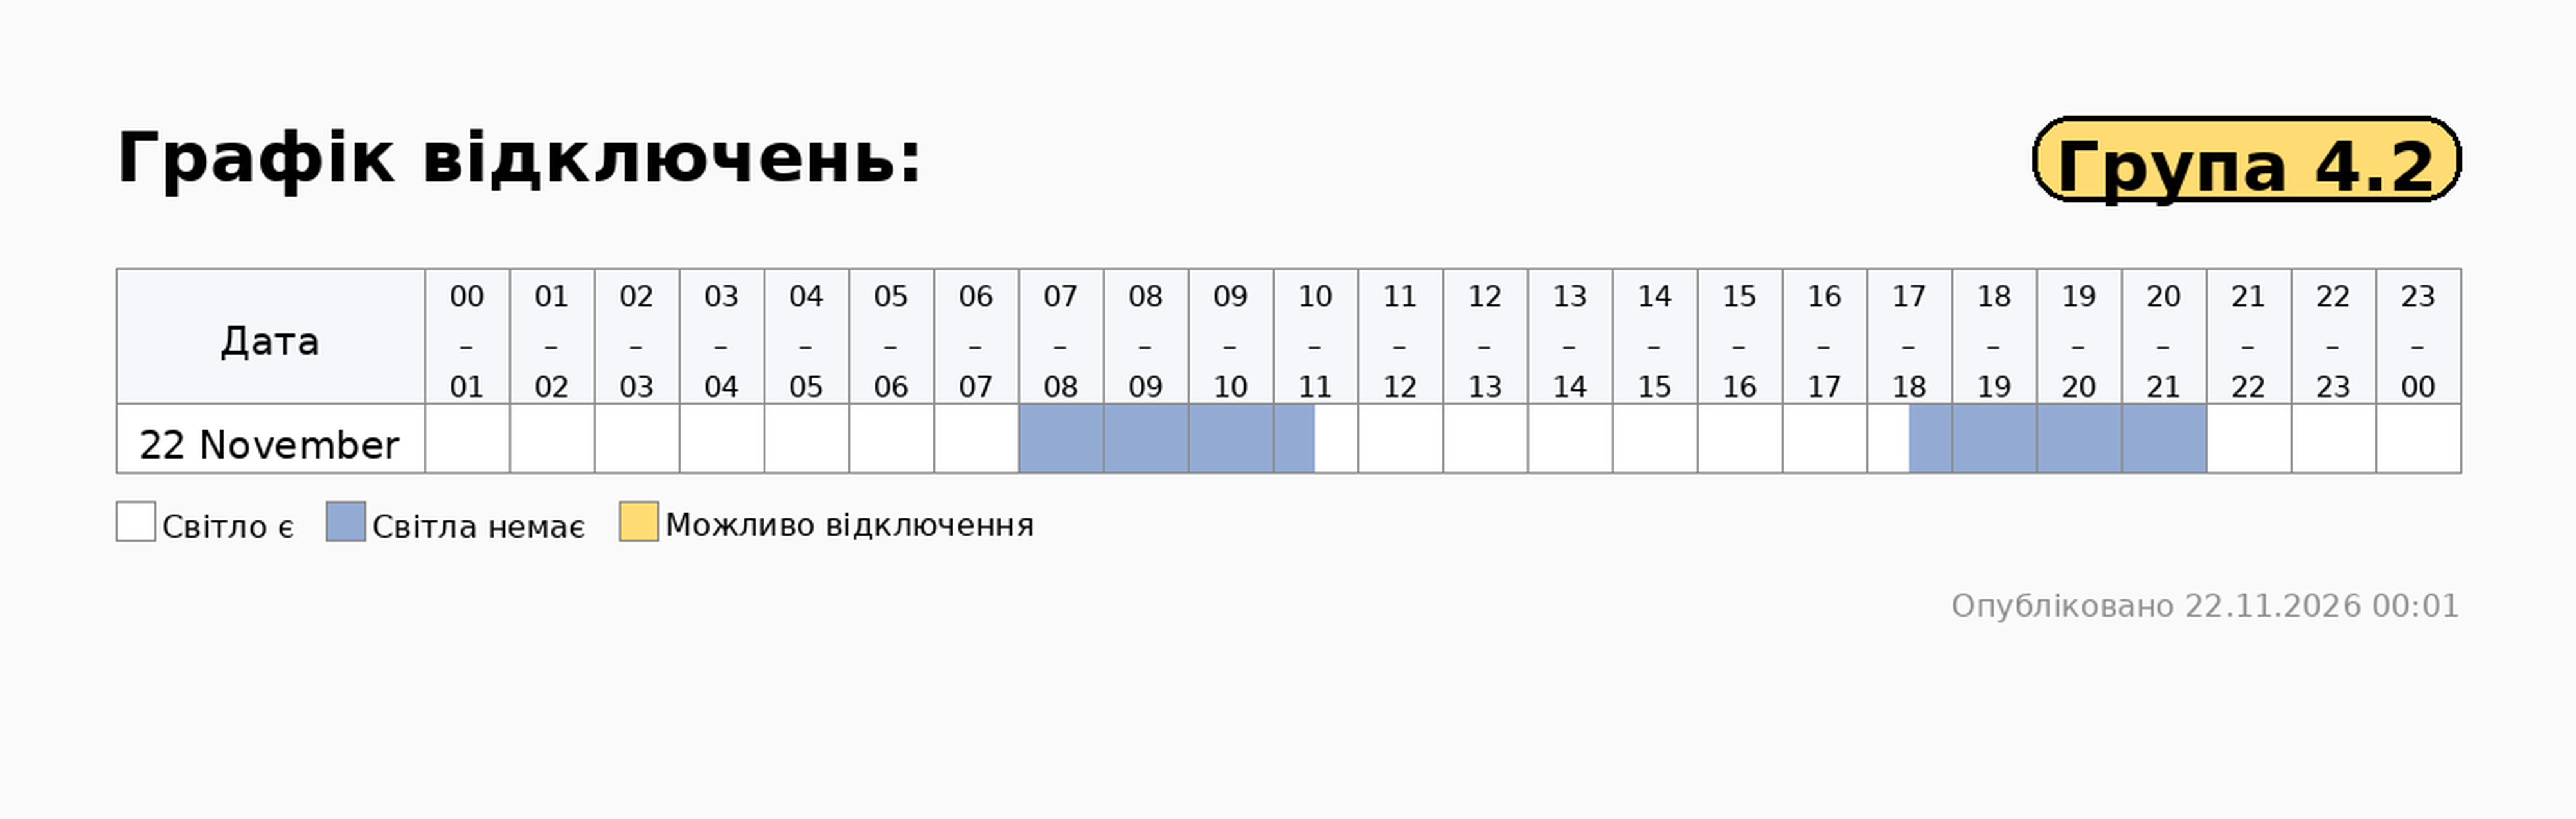 Графік відключень:
Група 4.2
Дата
00 – 01
01 – 02
02 – 03
03 – 04
04 – 05
05 – 06
06 – 07
07 – 08
08 – 09
09 – 10
10 – 11
11 – 12
12 – 13
13 – 14
14 – 15
15 – 16
16 – 17
17 – 18
18 – 19
19 – 20
20 – 21
21 – 22
22 – 23
23 – 00
22 November
Світло є
Світла немає
Можливо відключення
Опубліковано 22.11.2026 00:01